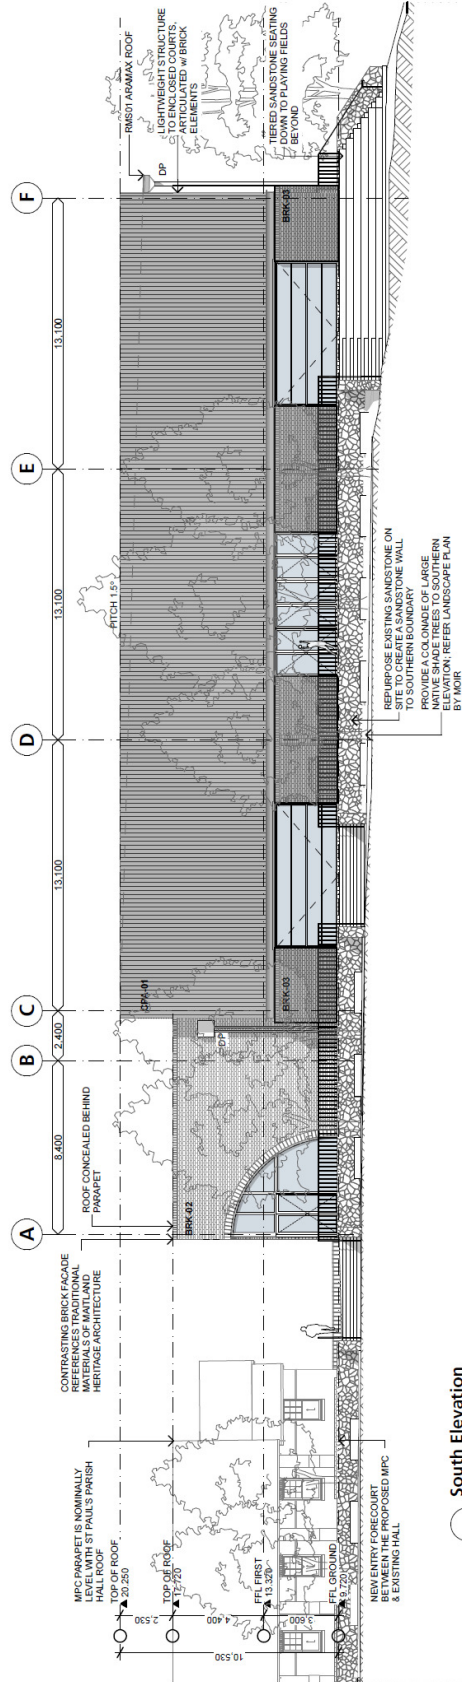 A
B
C
D
E
F
8,400
2,400
13,100
13,100
13,100
CONTRASTING BRICK FACADE
REFERENCES TRADITIONAL
MATERIALS OF MAITLAND
HERITAGE ARCHITECTURE
ROOF CONCEALED BEHIND
PARAPET
RMS01 ARAMAX ROOF
LIGHTWEIGHT STRUCTURE
TO ENCLOSED COURTS,
ARTICULATED w/ BRICK
ELEMENTS
DP
TIERED SANDSTONE SEATING
DOWN TO PLAYING FIELDS
BEYOND
MPC PARAPET IS NOMINALLY
LEVEL WITH ST PAUL'S PARISH
HALL ROOF
TOP OF ROOF
20.250
TOP OF ROOF
17.720
FFL FIRST
13.320
FFL GROUND
9.720
2,530
4,400
3,600
10,530
PITCH 1.5°
CPA-01
BRK-02
DP
BRK-03
BRK-03
NEW ENTRY FORECOURT
BETWEEN THE PROPOSED MPC
& EXISTING HALL
REPURPOSE EXISTING SANDSTONE ON
SITE TO CREATE A SANDSTONE WALL
TO SOUTHERN BOUNDARY
PROVIDE A COLONADE OF LARGE
NATIVE SHADE TREES TO SOUTHERN
ELEVATION; REFER LANDSCAPE PLAN
BY MOIR
South Elevation